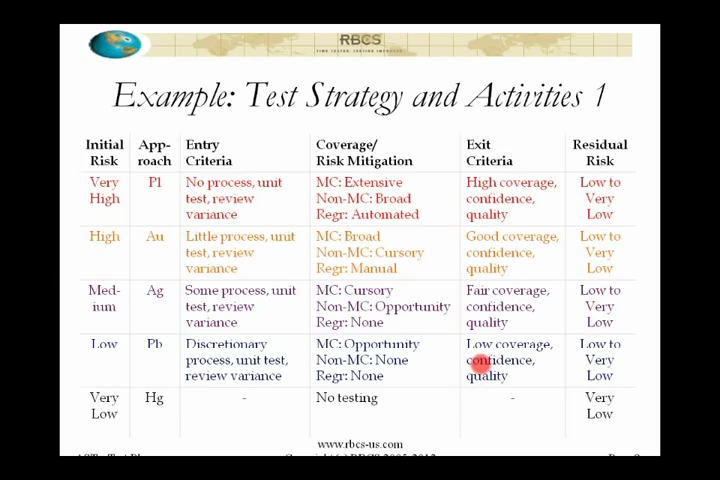 RBCS
Example: Test Strategy and Activities 1
Initial Risk | App-roach | Entry Criteria | Coverage/ Risk Mitigation | Exit Criteria | Residual Risk
Very High | Pl | No process, unit test, review variance | MC: Extensive Non-MC: Broad Regr: Automated | High coverage, confidence, quality | Low to Very Low
High | Au | Little process, unit test, review variance | MC: Broad Non-MC: Cursory Regr: Manual | Good coverage, confidence, quality | Low to Very Low
Med-ium | Ag | Some process, unit test, review variance | MC: Cursory Non-MC: Opportunity Regr: None | Fair coverage, confidence, quality | Low to Very Low
Low | Pb | Discretionary process, unit test, review variance | MC: Opportunity Non-MC: None Regr: None | Low coverage, confidence, quality | Low to Very Low
Very Low | Hg | - | No testing | - | Very Low
www.rbcs-us.com